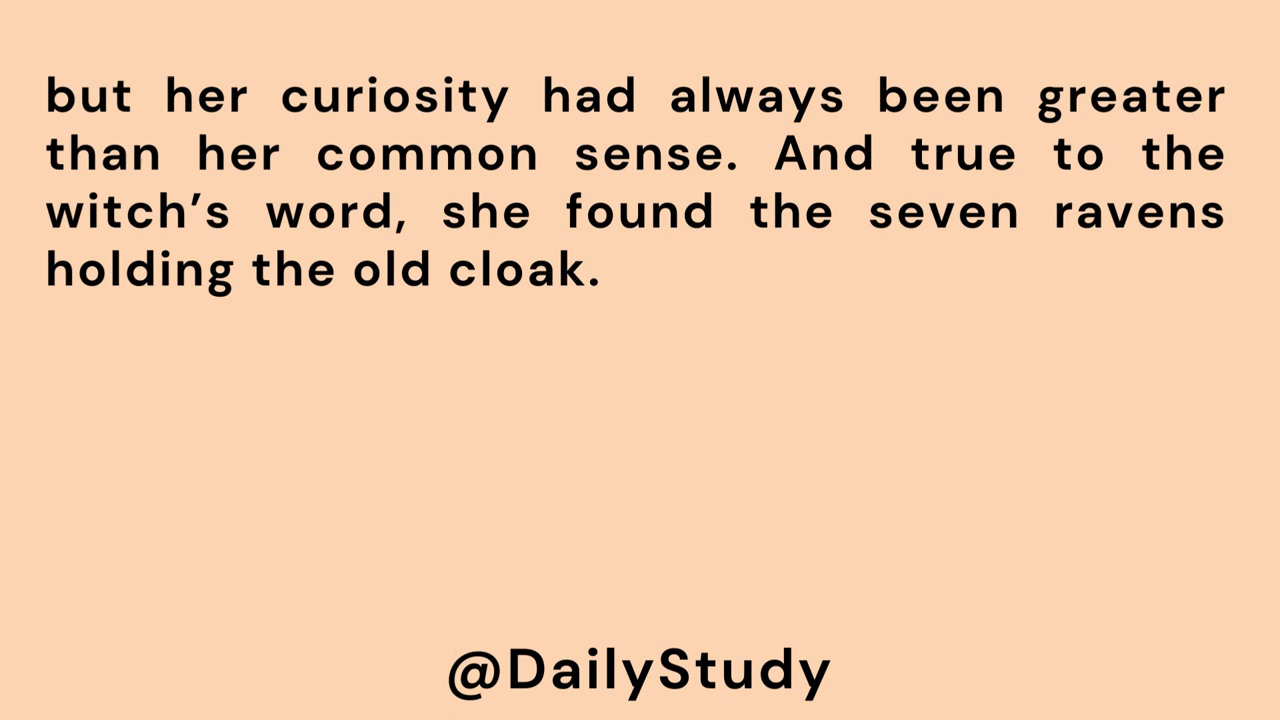 but her curiosity had always been greater
than her common sense. And true to the
witch’s word, she found the seven ravens
holding the old cloak.
@DailyStudy